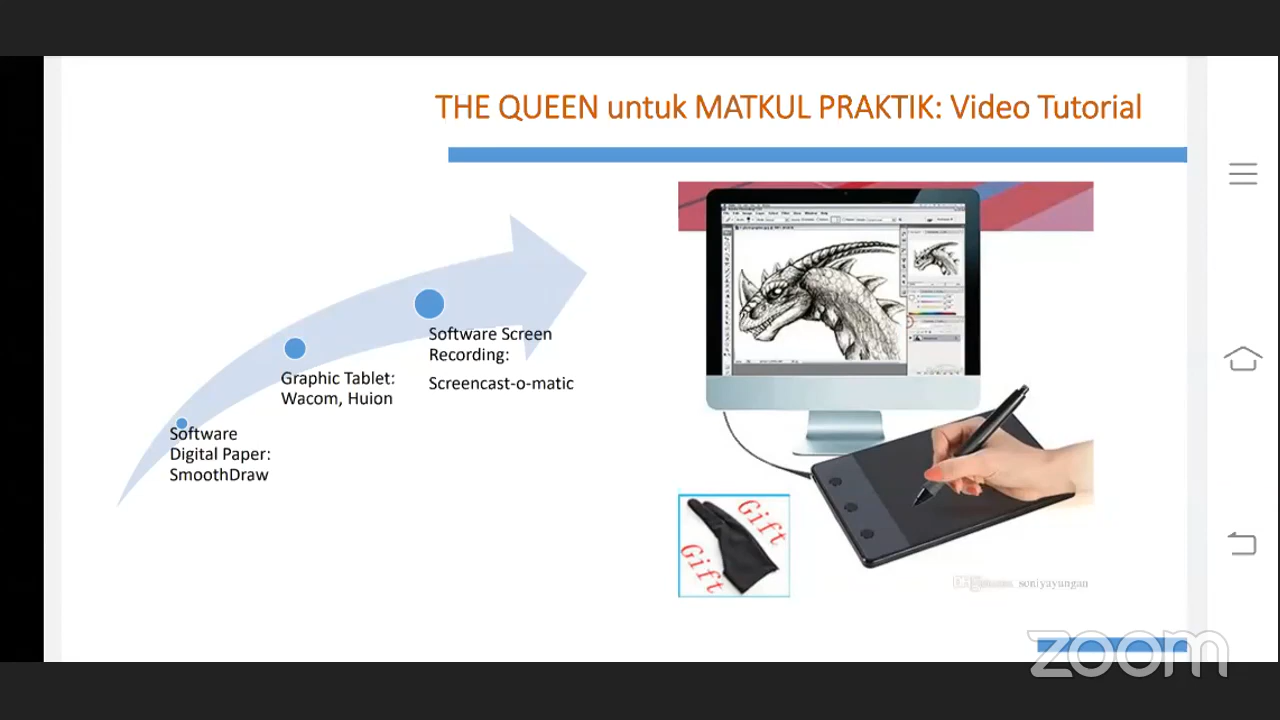 THE QUEEN untuk MATKUL PRAKTIK: Video Tutorial
Software
Digital Paper:
SmoothDraw
Graphic Tablet:
Wacom, Huion
Software Screen
Recording:
Screencast-o-matic
Gift
Gift
soniyayungan
zoom